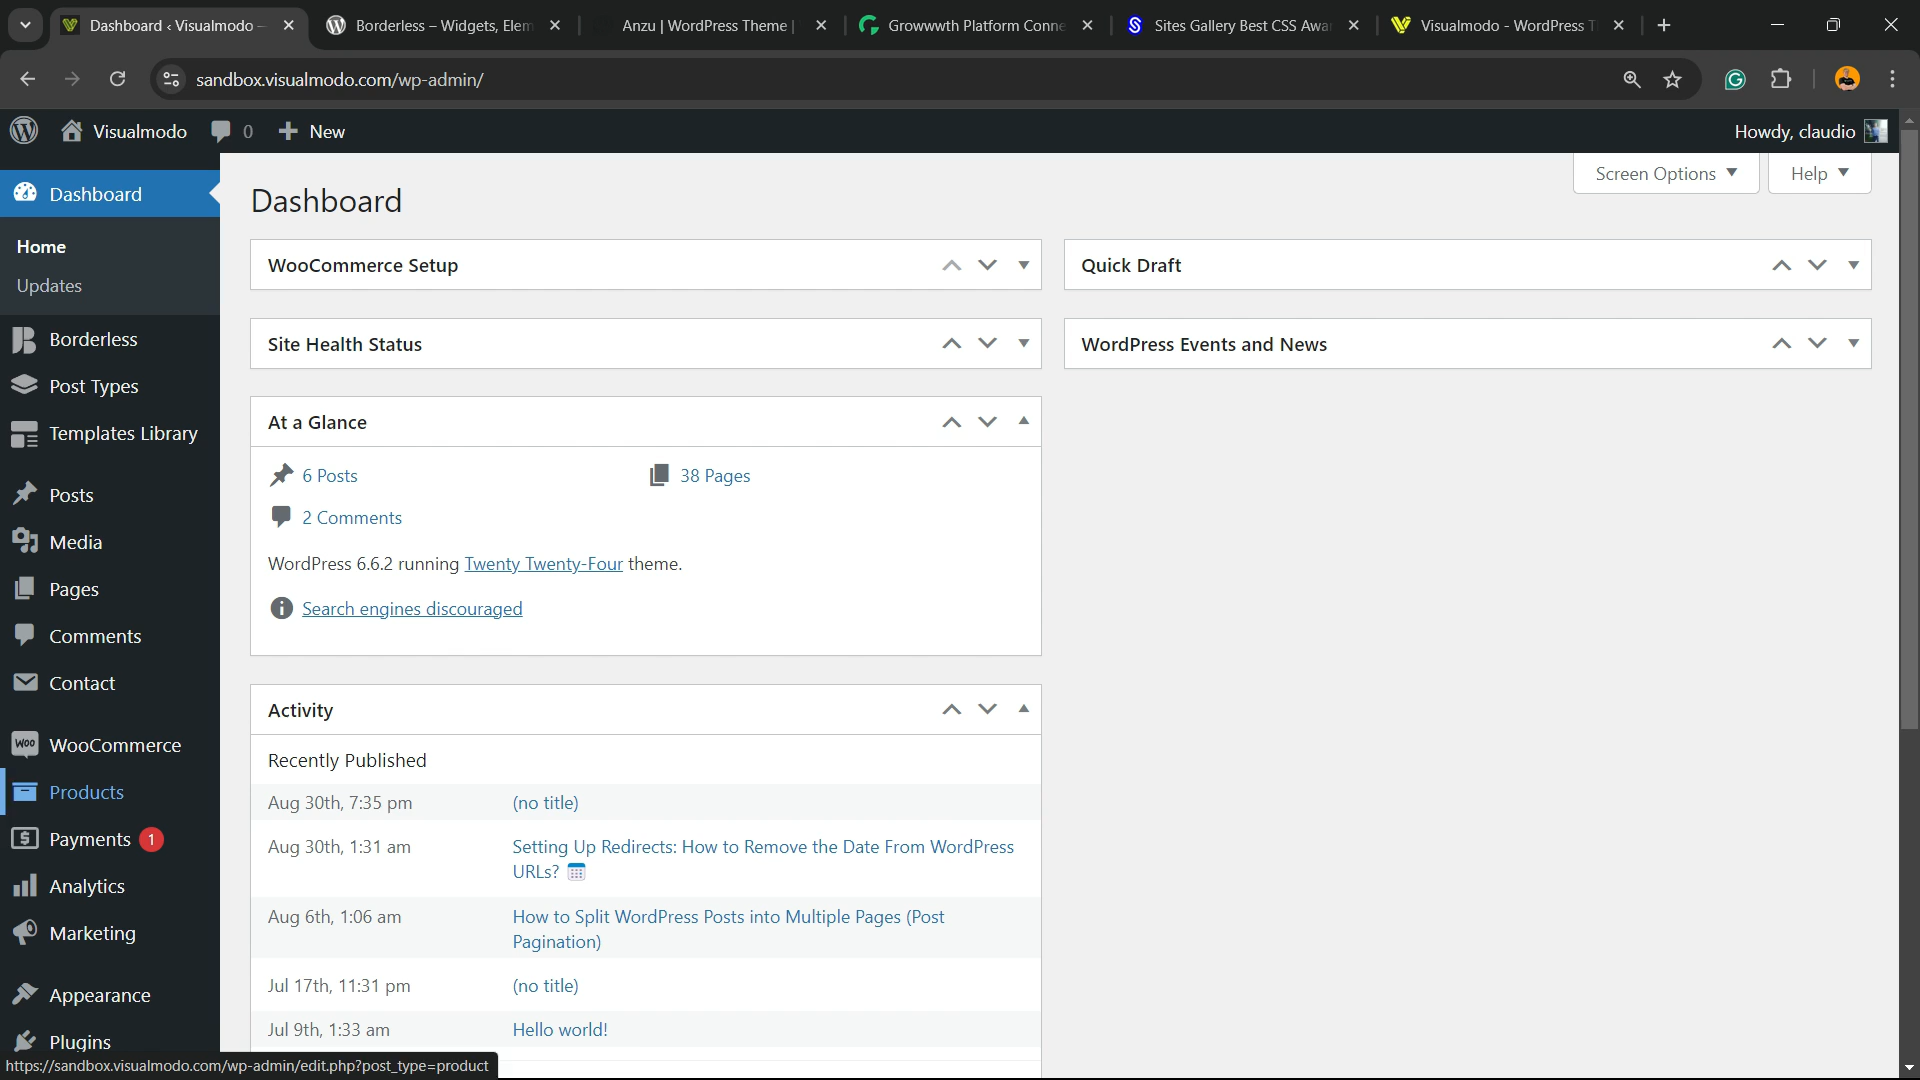 Dashboard ‹ Visualmodo –
Borderless – Widgets, Elem
Anzu | WordPress Theme |
Growwwth Platform Conne
Sites Gallery Best CSS Awa
Visualmodo - WordPress T
sandbox.visualmodo.com/wp-admin/
Visualmodo
0
New
Howdy, claudio
Dashboard
Home
Updates
Borderless
Post Types
Templates Library
Posts
Media
Pages
Comments
Contact
WOO
WooCommerce
Products
Payments 1
Analytics
Marketing
Appearance
Plugins
Screen Options
Help
Dashboard
WooCommerce Setup
Site Health Status
At a Glance
6 Posts
38 Pages
2 Comments
WordPress 6.6.2 running Twenty Twenty-Four theme.
Search engines discouraged
Activity
Recently Published
Aug 30th, 7:35 pm
(no title)
Aug 30th, 1:31 am
Setting Up Redirects: How to Remove the Date From WordPress
URLs?
Aug 6th, 1:06 am
How to Split WordPress Posts into Multiple Pages (Post
Pagination)
Jul 17th, 11:31 pm
(no title)
Jul 9th, 1:33 am
Hello world!
Quick Draft
WordPress Events and News
https://sandbox.visualmodo.com/wp-admin/edit.php?post_type=product